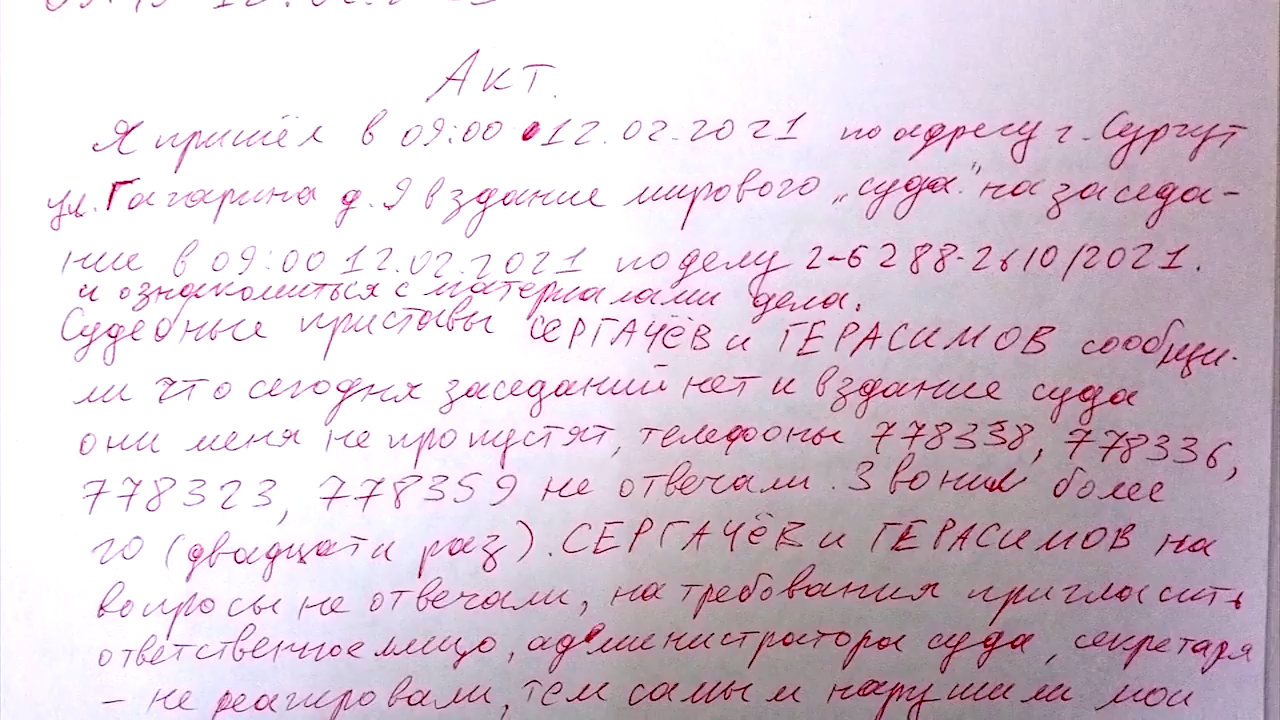 Акт.
Я пришёл в 09:00 12.02.2021 по адресу г. Сургут
ул. Гагарина д. 9 в здание мирового „суда" на заседа-
ние в 09:00 12.02.2021 по делу 2-6288-2610/2021.
и ознакомиться с материалами дела.
Судебные приставы СЕРГАЧЁВ и ГЕРАСИМОВ сообщи-
ли что сегодня заседаний нет и в здание суда
они меня не пропустят, телефоны 778338, 778336,
778323, 778359 не отвечали. Звонил более
20 (двадцати раз). СЕРГАЧЁВ и ГЕРАСИМОВ на
вопросы не отвечали, на требования пригласить
ответственное лицо, администратора суда, секретаря
- не реагировали, тем самым нарушили мои